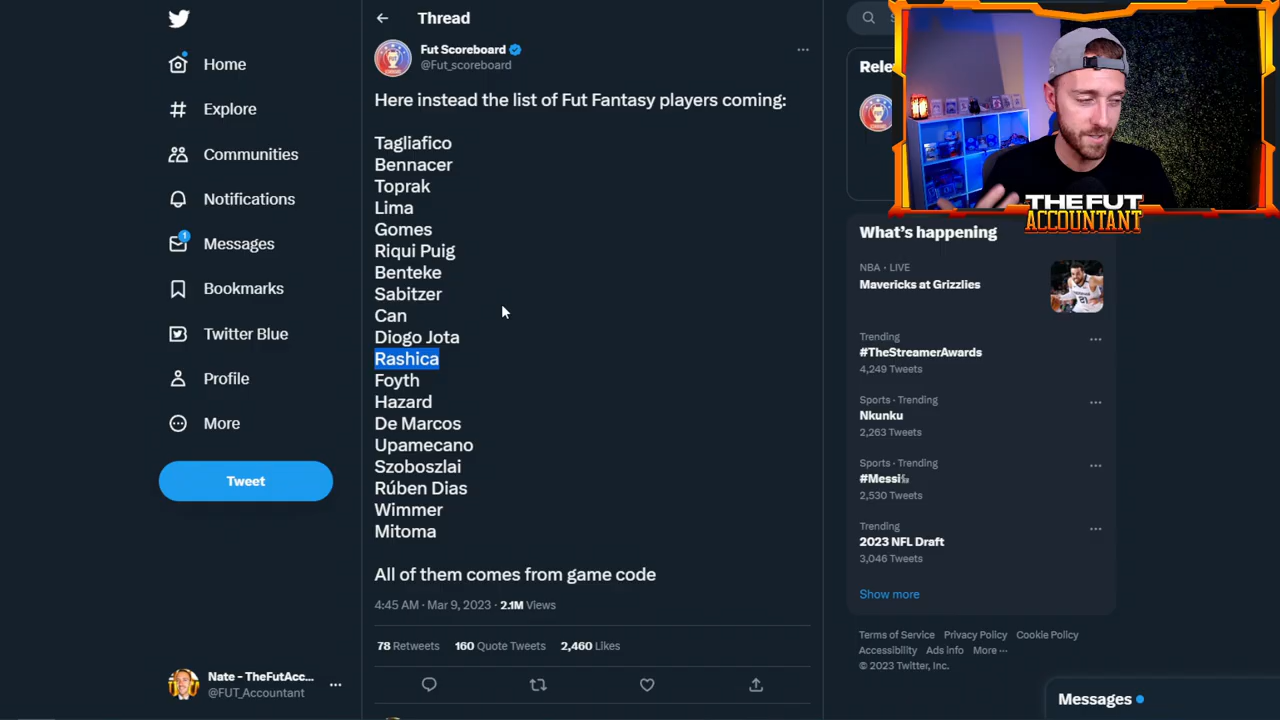 Home
Explore
Communities
Notifications
1
Messages
Bookmarks
Twitter Blue
Profile
More
Tweet
Nate - TheFutAcc...
@FUT_Accountant
Thread
Fut Scoreboard
@Fut_scoreboard
Here instead the list of Fut Fantasy players coming:
Tagliafico
Bennacer
Toprak
Lima
Gomes
Riqui Puig
Benteke
Sabitzer
Can
Diogo Jota
Rashica
Foyth
Hazard
De Marcos
Upamecano
Szoboszlai
Rúben Dias
Wimmer
Mitoma
All of them comes from game code
4:45 AM · Mar 9, 2023 · 2.1M Views
78 Retweets 160 Quote Tweets 2,460 Likes
THE FUT
ACCOUNTANT
What's happening
NBA · LIVE
Mavericks at Grizzlies
Trending
#TheStreamerAwards
4,249 Tweets
Sports · Trending
Nkunku
2,263 Tweets
Sports · Trending
#Messi
2,530 Tweets
Trending
2023 NFL Draft
3,046 Tweets
Show more
Terms of Service Privacy Policy Cookie Policy
Accessibility Ads info More ···
© 2023 Twitter, Inc.
Messages